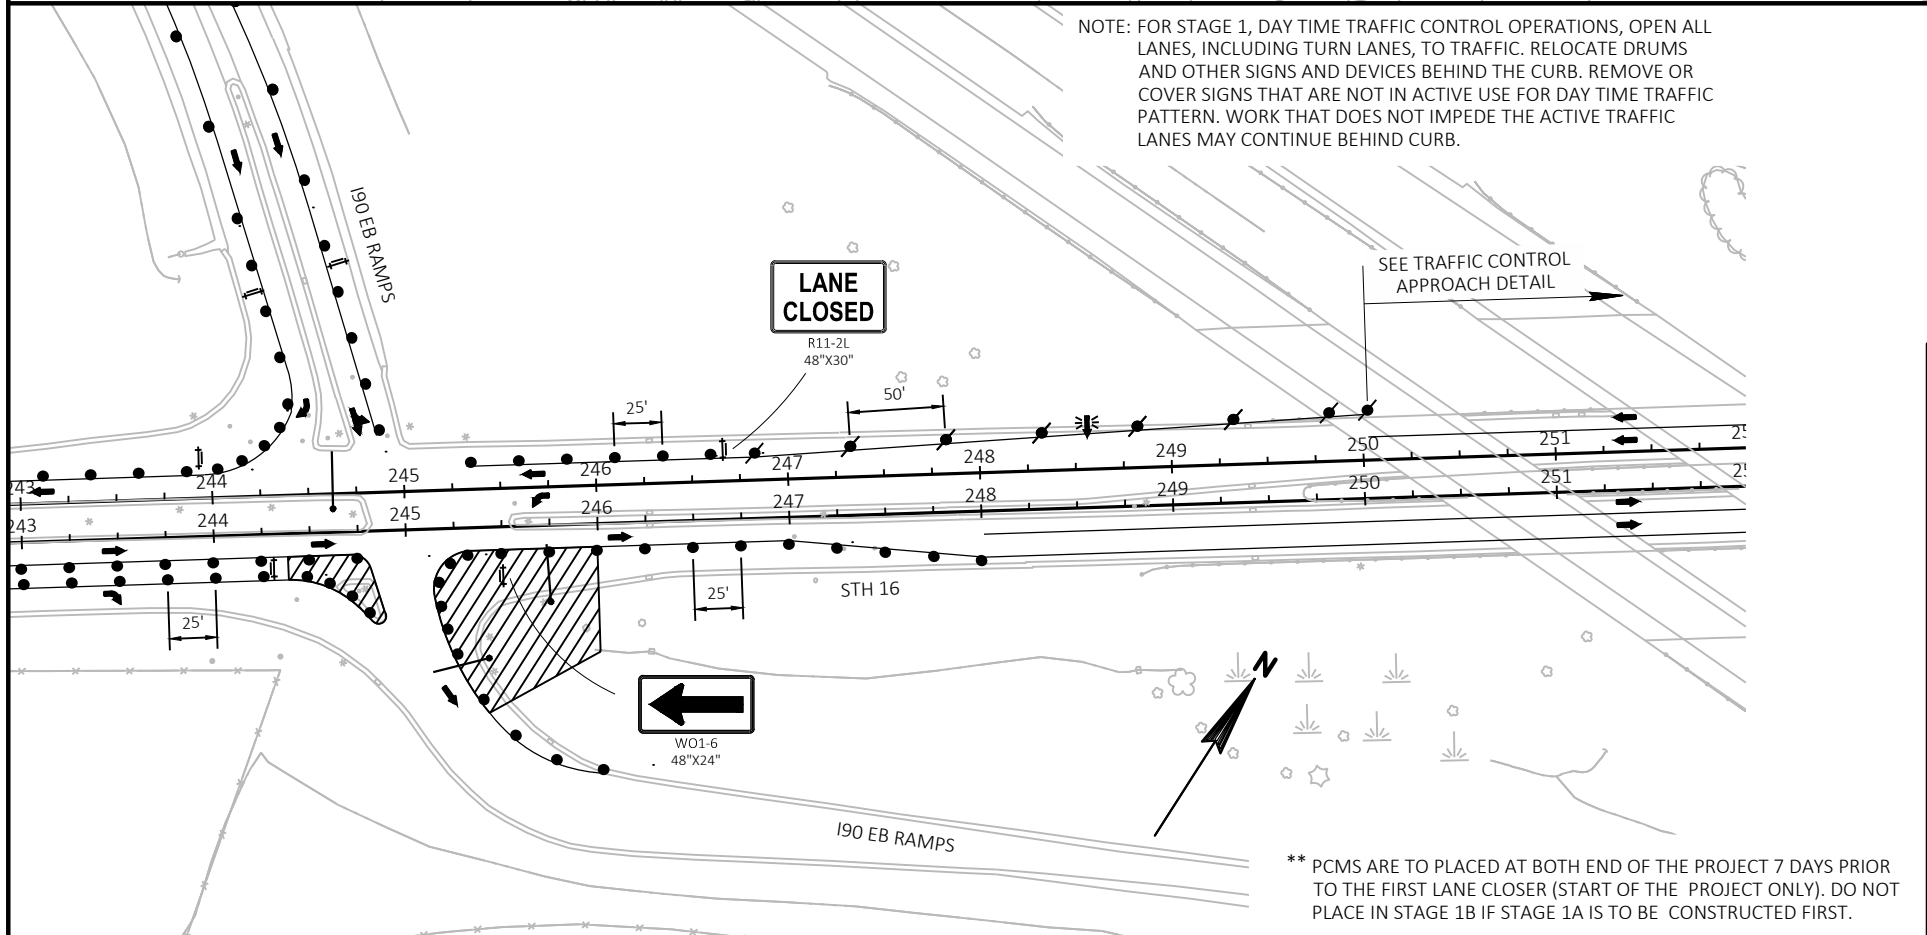 NOTE: FOR STAGE 1, DAY TIME TRAFFIC CONTROL OPERATIONS, OPEN ALL
LANES, INCLUDING TURN LANES, TO TRAFFIC. RELOCATE DRUMS
AND OTHER SIGNS AND DEVICES BEHIND THE CURB. REMOVE OR
COVER SIGNS THAT ARE NOT IN ACTIVE USE FOR DAY TIME TRAFFIC
PATTERN. WORK THAT DOES NOT IMPEDE THE ACTIVE TRAFFIC
LANES MAY CONTINUE BEHIND CURB.
I90 EB RAMPS
SEE TRAFFIC CONTROL
APPROACH DETAIL
LANE
CLOSED
R11-2L
48"X30"
25'
50'
243 244 245 246 247 248 249 250 251
243 244 245 246 247 248 249 250 251
25'
25'
STH 16
N
WO1-6
48"X24"
I90 EB RAMPS
** PCMS ARE TO PLACED AT BOTH END OF THE PROJECT 7 DAYS PRIOR
TO THE FIRST LANE CLOSER (START OF THE PROJECT ONLY). DO NOT
PLACE IN STAGE 1B IF STAGE 1A IS TO BE CONSTRUCTED FIRST.